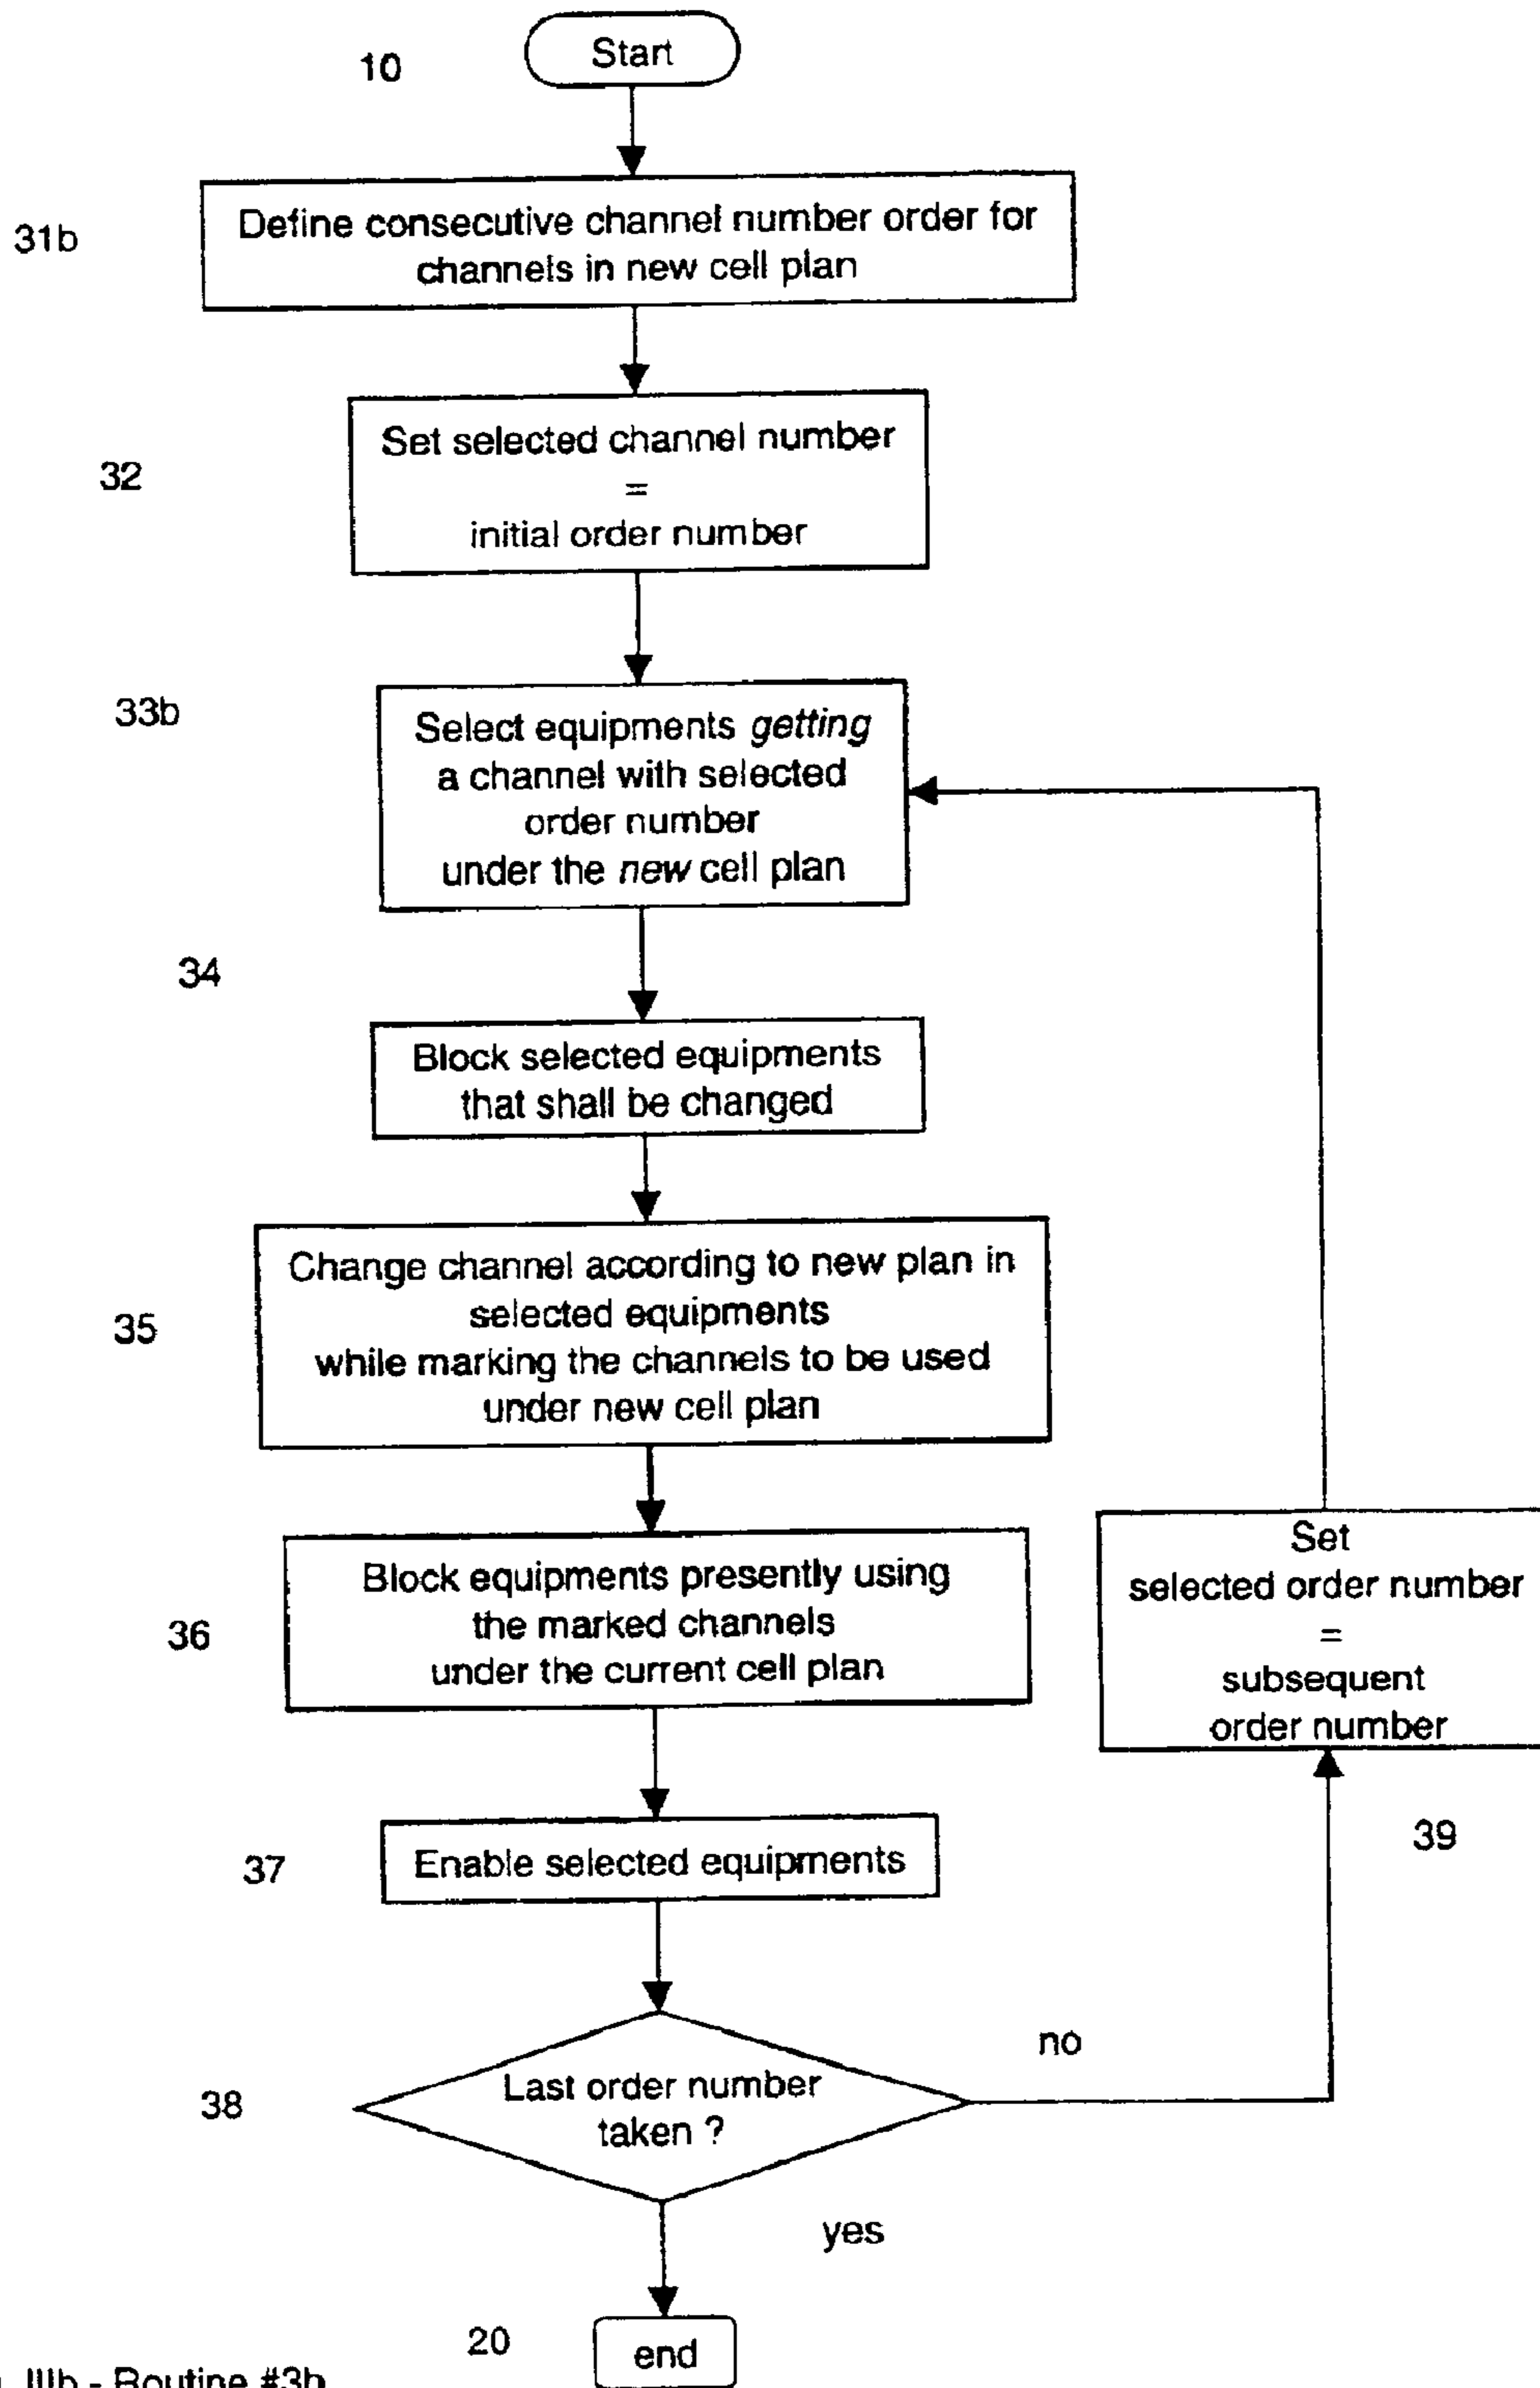 10
Start
31b
Define consecutive channel number order for
channels in new cell plan
32
Set selected channel number
=
initial order number
33b
Select equipments getting
a channel with selected
order number
under the new cell plan
34
Block selected equipments
that shall be changed
35
Change channel according to new plan in
selected equipments
while marking the channels to be used
under new cell plan
36
Block equipments presently using
the marked channels
under the current cell plan
Set
selected order number
=
subsequent
order number
39
37
Enable selected equipments
38
Last order number
taken ?
no
yes
20
end
IIIb - Routine #3b